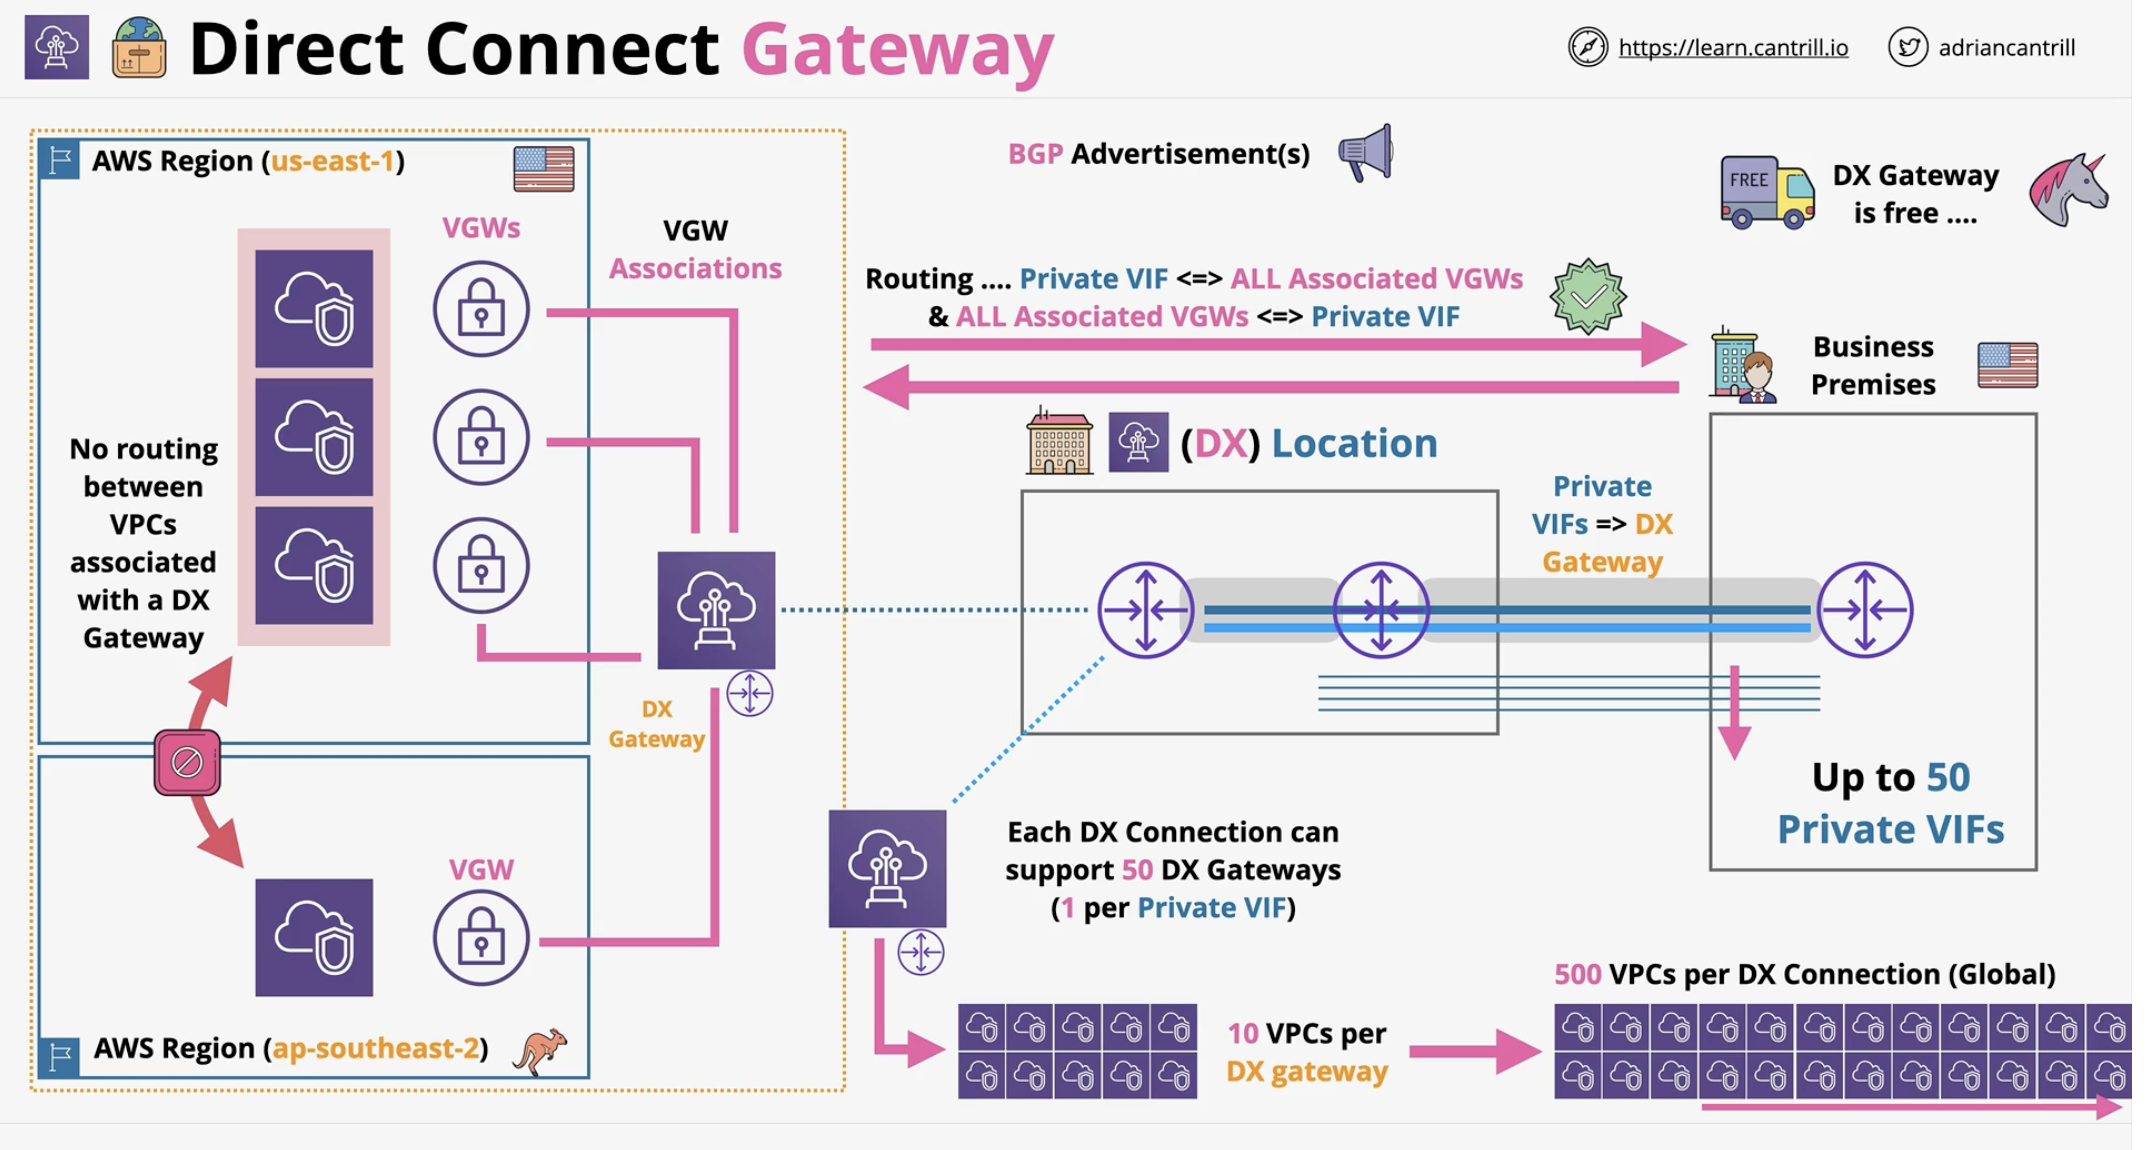 Direct Connect Gateway
https://learn.cantrill.io
adriancantrill
AWS Region (us-east-1)
VGWs
VGW
Associations
No routing
between
VPCs
associated
with a DX
Gateway
DX
Gateway
VGW
AWS Region (ap-southeast-2)
BGP Advertisement(s)
FREE
DX Gateway
is free ....
Routing .... Private VIF <=> ALL Associated VGWs
& ALL Associated VGWs <=> Private VIF
Business
Premises
(DX) Location
Private
VIFs => DX
Gateway
Up to 50
Private VIFs
Each DX Connection can
support 50 DX Gateways
(1 per Private VIF)
10 VPCs per
DX gateway
500 VPCs per DX Connection (Global)